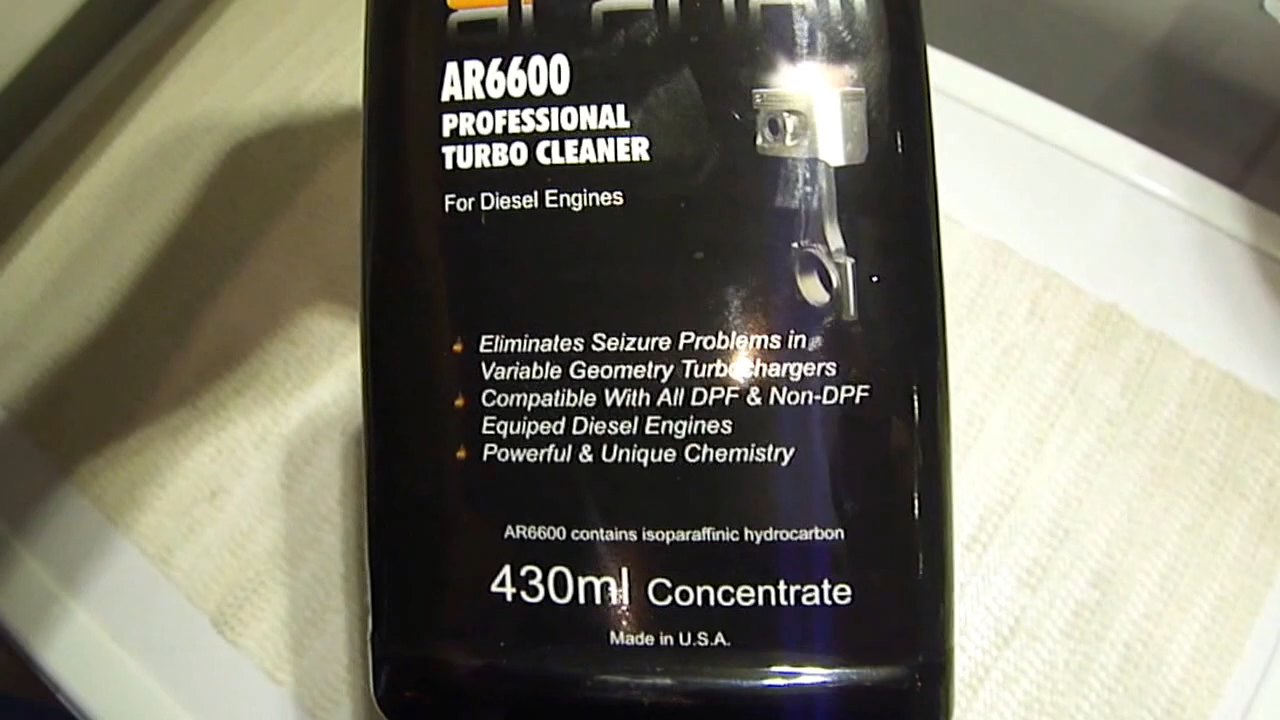 AR6600
PROFESSIONAL
TURBO CLEANER
For Diesel Engines
Eliminates Seizure Problems in
Variable Geometry Turbochargers
Compatible With All DPF & Non-DPF
Equiped Diesel Engines
Powerful & Unique Chemistry
AR6600 contains isoparaffinic hydrocarbon
430ml Concentrate
Made in U.S.A.